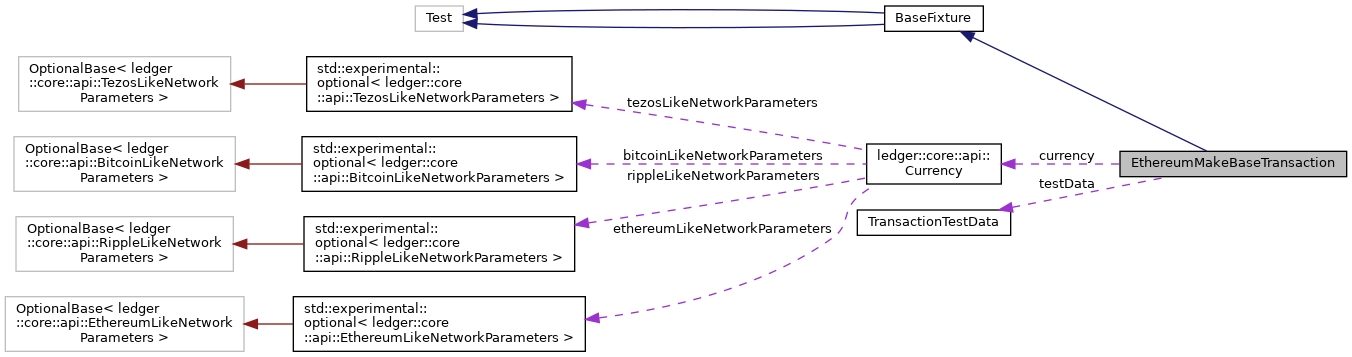 Test
BaseFixture
OptionalBase< ledger
::core::api::TezosLikeNetwork
Parameters >
std::experimental::
optional< ledger::core
::api::TezosLikeNetworkParameters >
tezosLikeNetworkParameters
OptionalBase< ledger
::core::api::BitcoinLikeNetwork
Parameters >
std::experimental::
optional< ledger::core
::api::BitcoinLikeNetworkParameters >
bitcoinLikeNetworkParameters
rippleLikeNetworkParameters
ledger::core::api::
Currency
currency
EthereumMakeBaseTransaction
testData
TransactionTestData
OptionalBase< ledger
::core::api::RippleLikeNetwork
Parameters >
std::experimental::
optional< ledger::core
::api::RippleLikeNetworkParameters >
ethereumLikeNetworkParameters
OptionalBase< ledger
::core::api::EthereumLikeNetwork
Parameters >
std::experimental::
optional< ledger::core
::api::EthereumLikeNetworkParameters >